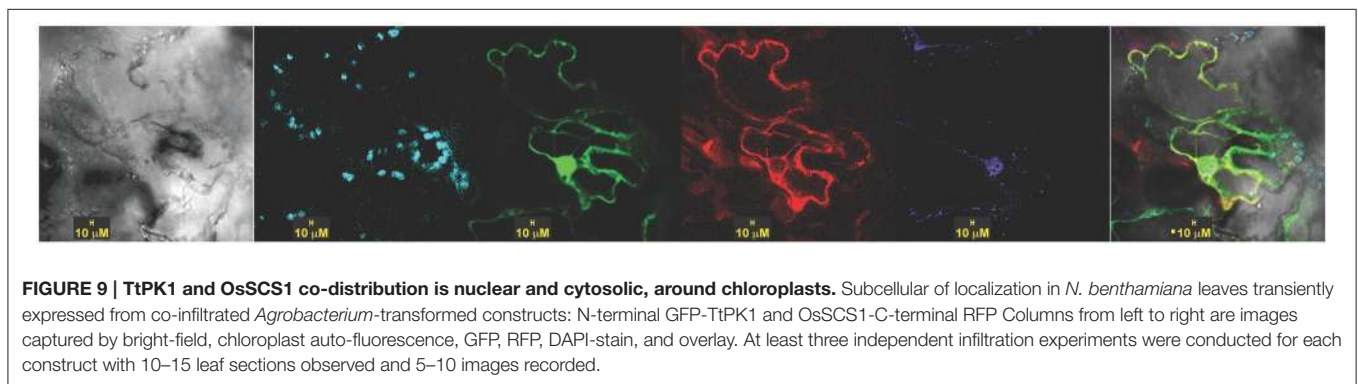 H H H H H
10 µM 10 µM 10 µM 10 µM 10 µM 10 µM
FIGURE 9 | TtPK1 and OsSCS1 co-distribution is nuclear and cytosolic, around chloroplasts. Subcellular of localization in N. benthamiana leaves transiently
expressed from co-infiltrated Agrobacterium-transformed constructs: N-terminal GFP-TtPK1 and OsSCS1-C-terminal RFP Columns from left to right are images
captured by bright-field, chloroplast auto-fluorescence, GFP, RFP, DAPI-stain, and overlay. At least three independent infiltration experiments were conducted for each
construct with 10–15 leaf sections observed and 5–10 images recorded.